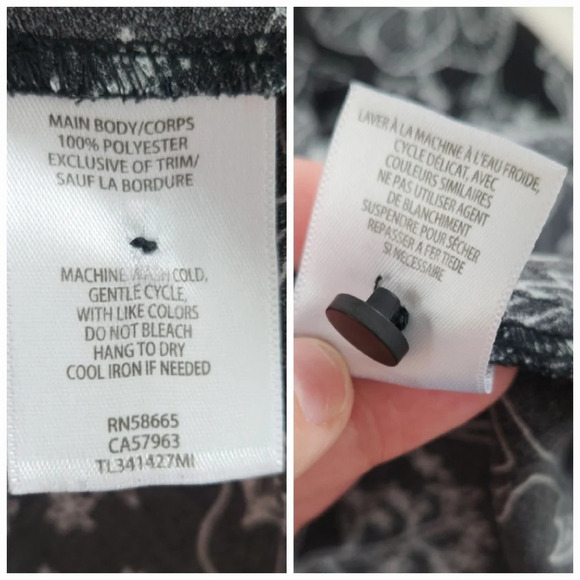 MAIN BODY/CORPS
100% POLYESTER
EXCLUSIVE OF TRIM/
SAUF LA BORDURE
MACHINE WASH COLD,
GENTLE CYCLE,
WITH LIKE COLORS
DO NOT BLEACH
HANG TO DRY
COOL IRON IF NEEDED
RN58665
CA57963
TL341427MI
LAVER À LA MACHINE À L'EAU FROIDE,
CYCLE DÉLICAT, AVEC
COULEURS SIMILAIRES
NE PAS UTILISER AGENT
DE BLANCHIMENT
SUSPENDRE POUR SÉCHER
REPASSER A FER TIEDE
SI NECESSAIRE